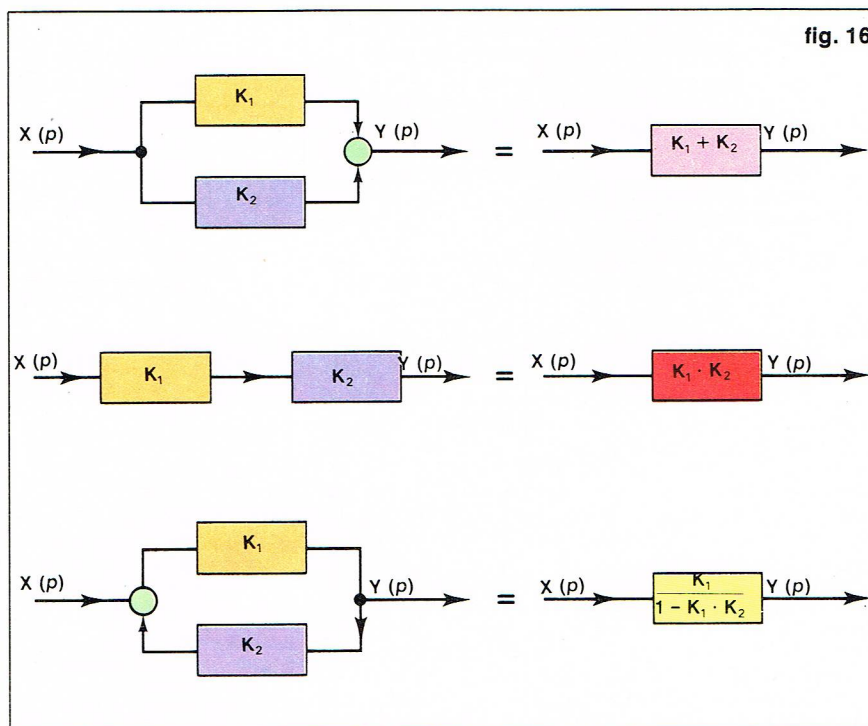 fig. 16
K₁
X (p) Y (p) = X (p) K₁ + K₂ Y (p)
K₂
X (p) K₁ K₂ Y (p) = X (p) K₁ · K₂ Y (p)
K₁
X (p) Y (p) = X (p) K₁ Y (p)
1 − K₁ · K₂
K₂